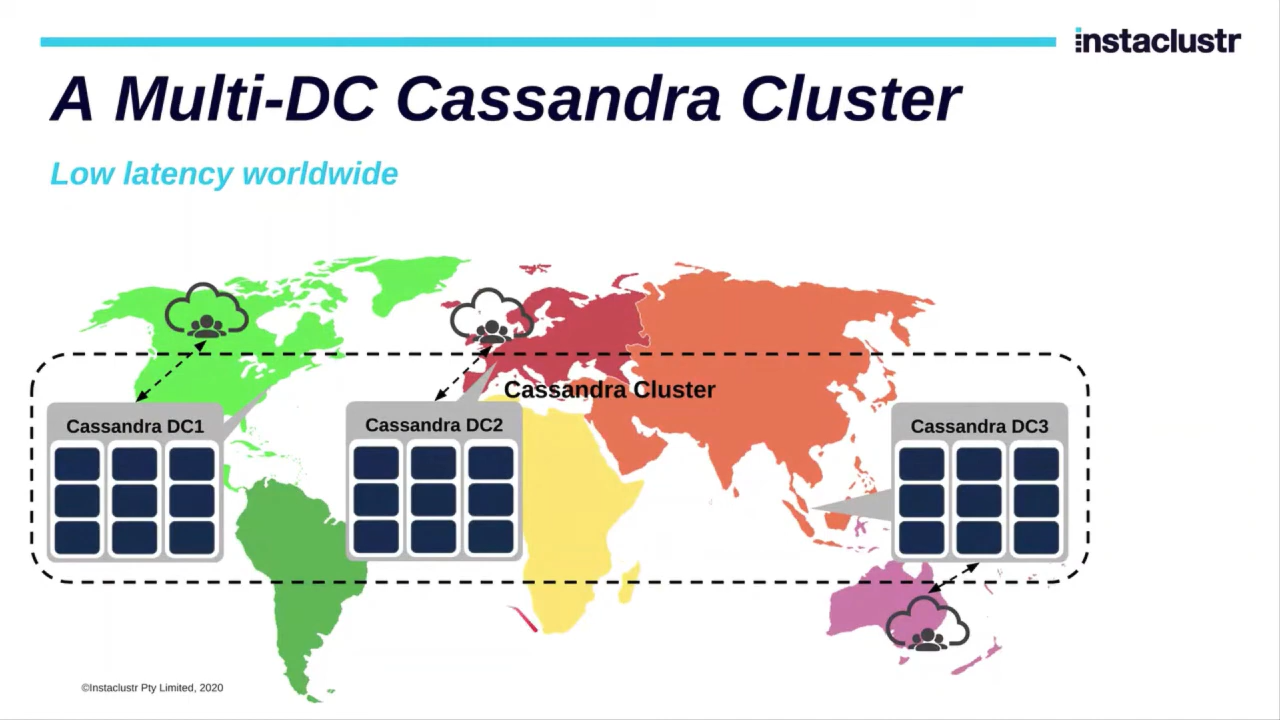 instaclustr
A Multi-DC Cassandra Cluster
Low latency worldwide
Cassandra Cluster
Cassandra DC1
Cassandra DC2
Cassandra DC3
©Instaclustr Pty Limited, 2020